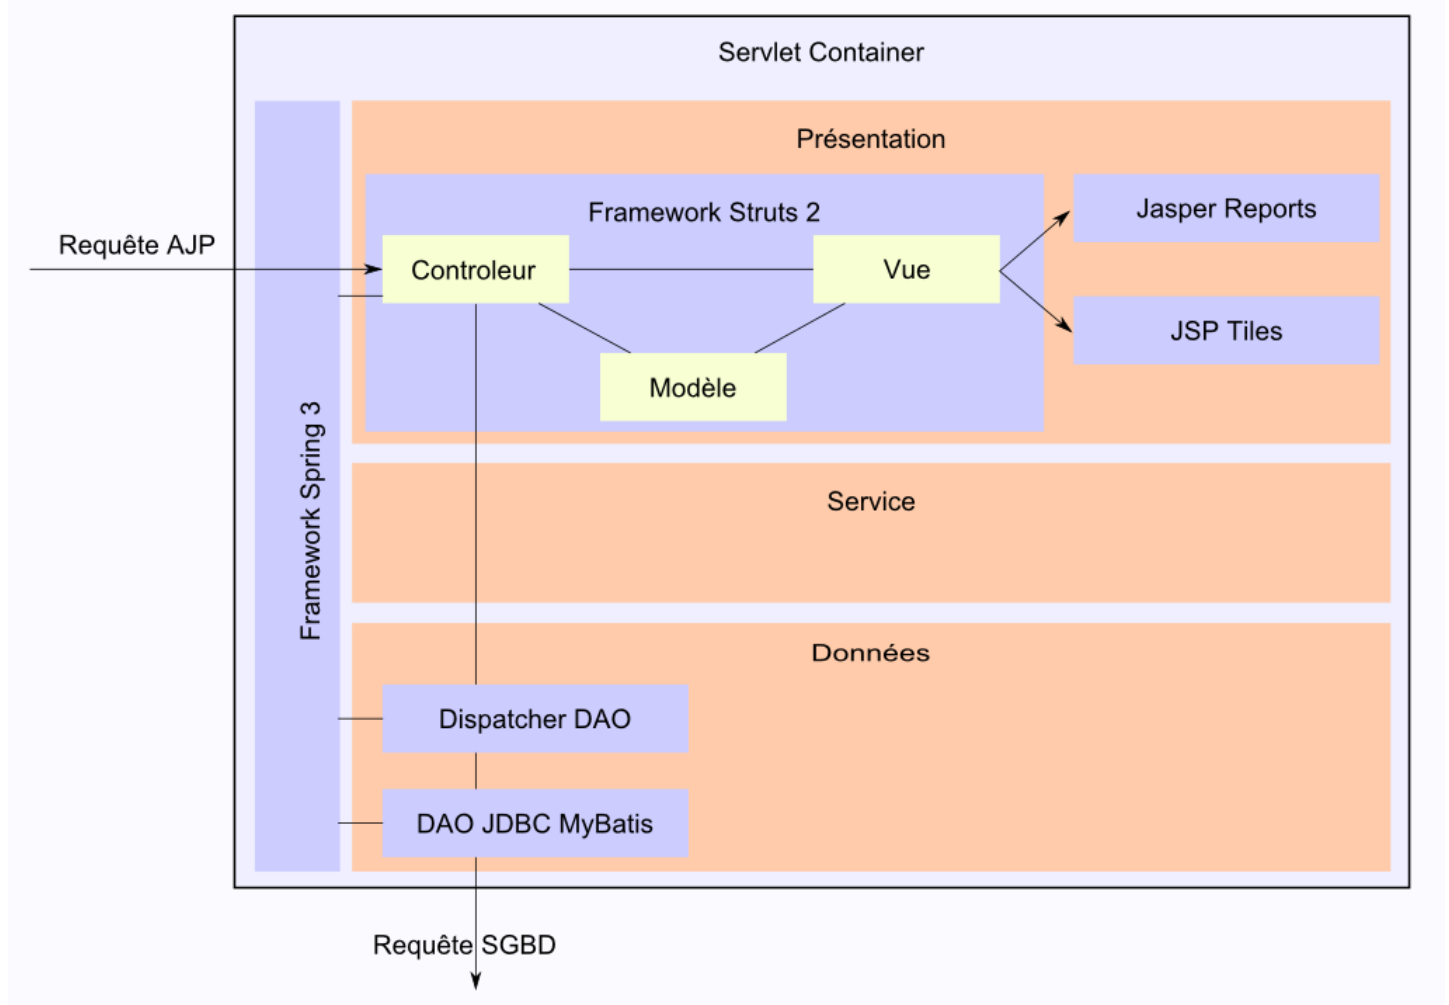 Servlet Container
Présentation
Framework Struts 2
Jasper Reports
Requête AJP
Controleur
Vue
JSP Tiles
Modèle
Framework Spring 3
Service
Données
Dispatcher DAO
DAO JDBC MyBatis
Requête SGBD